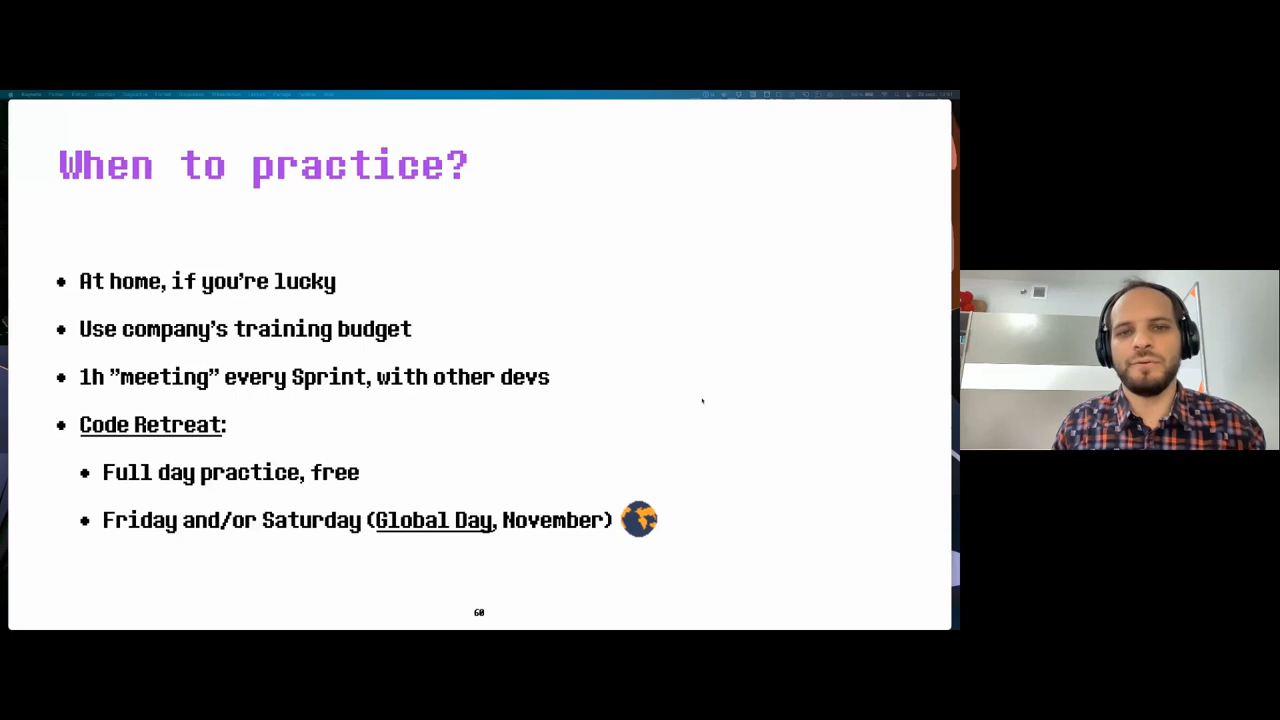 When to practice?
• At home, if you're lucky
• Use company's training budget
• 1h "meeting" every Sprint, with other devs
• Code Retreat:
• Full day practice, free
• Friday and/or Saturday (Global Day, November)
60